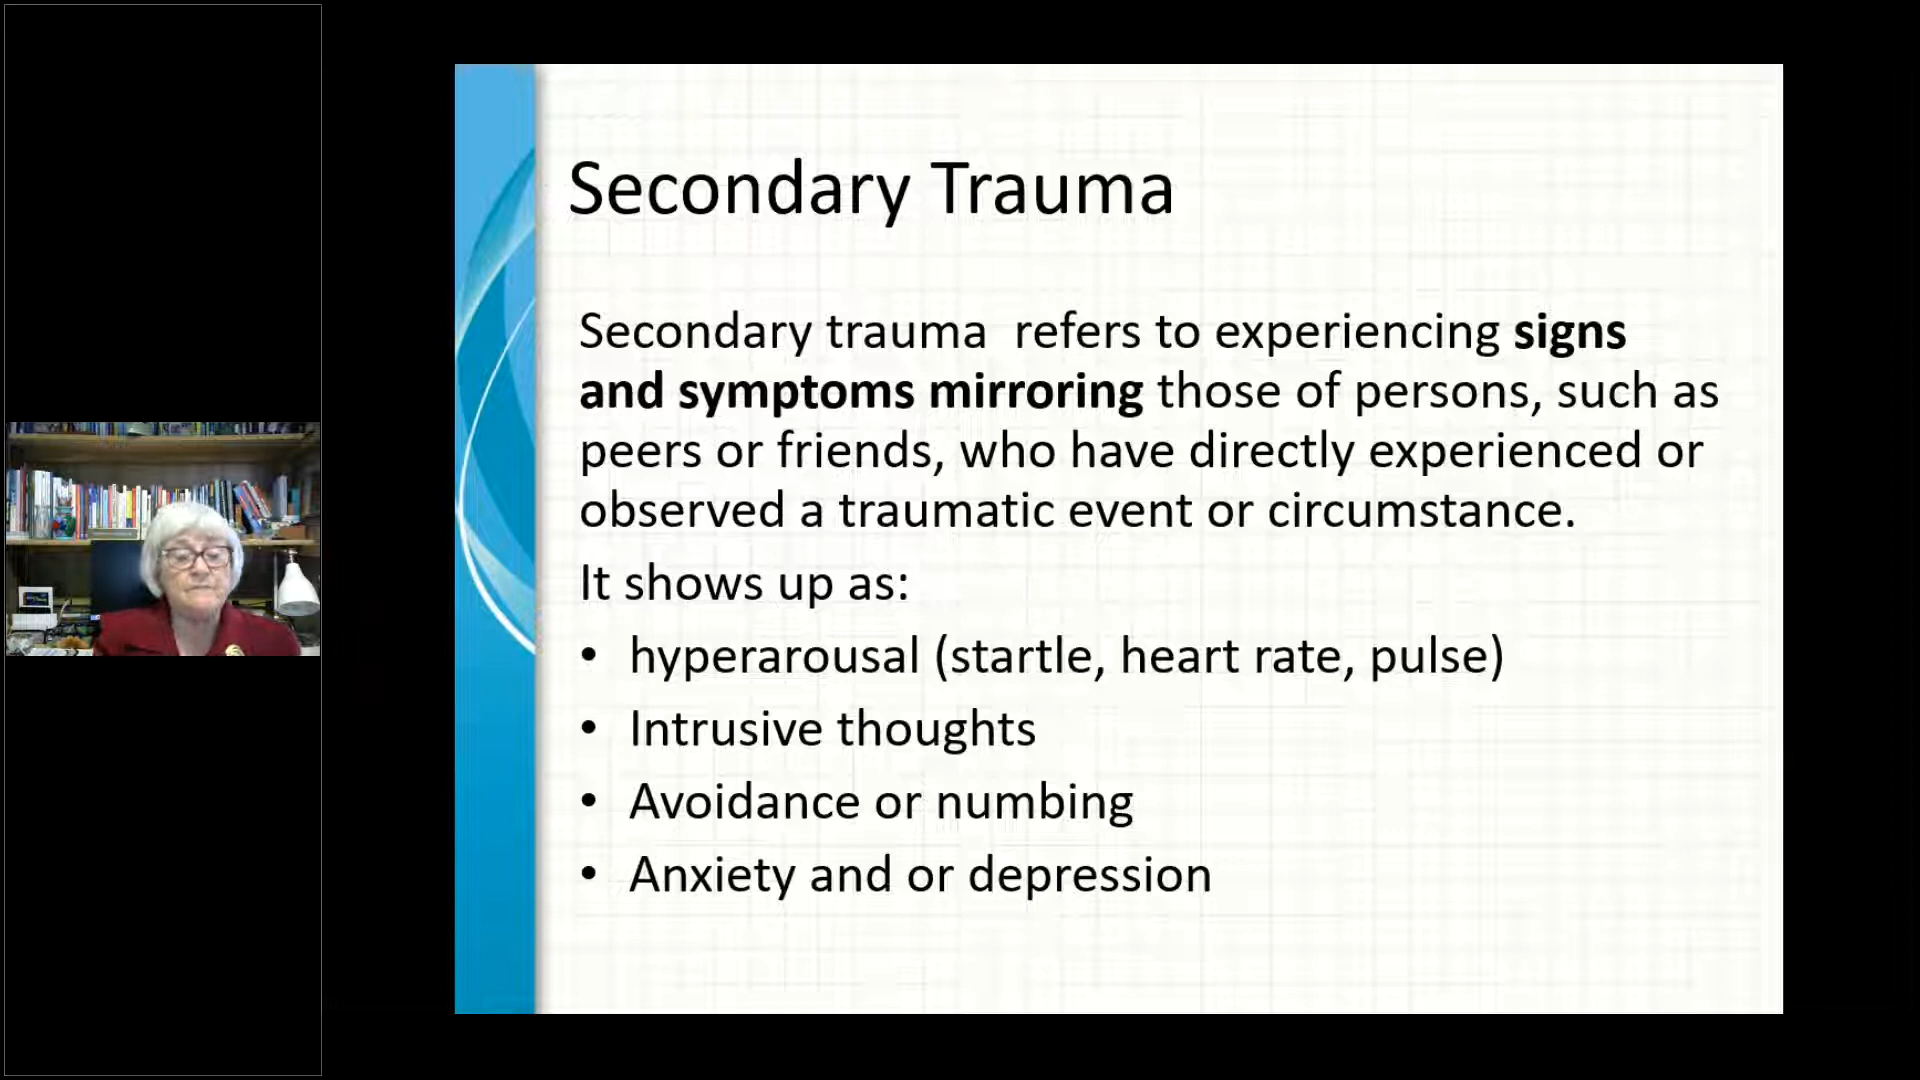 Secondary Trauma
Secondary trauma  refers to experiencing signs
and symptoms mirroring those of persons, such as
peers or friends, who have directly experienced or
observed a traumatic event or circumstance.
It shows up as:
• hyperarousal (startle, heart rate, pulse)
• Intrusive thoughts
• Avoidance or numbing
• Anxiety and or depression